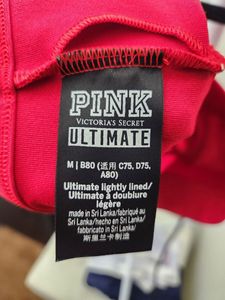 PINK
VICTORIA'S SECRET
ULTIMATE
M | B80 (适用 C75, D75,
A80)
Ultimate lightly lined/
Ultimate à doublure
légère
made in Sri Lanka/fabriqué au
Sri Lanka/hecho en Sri Lanka/
fabbricato in Sri Lanka/
斯里兰卡制造